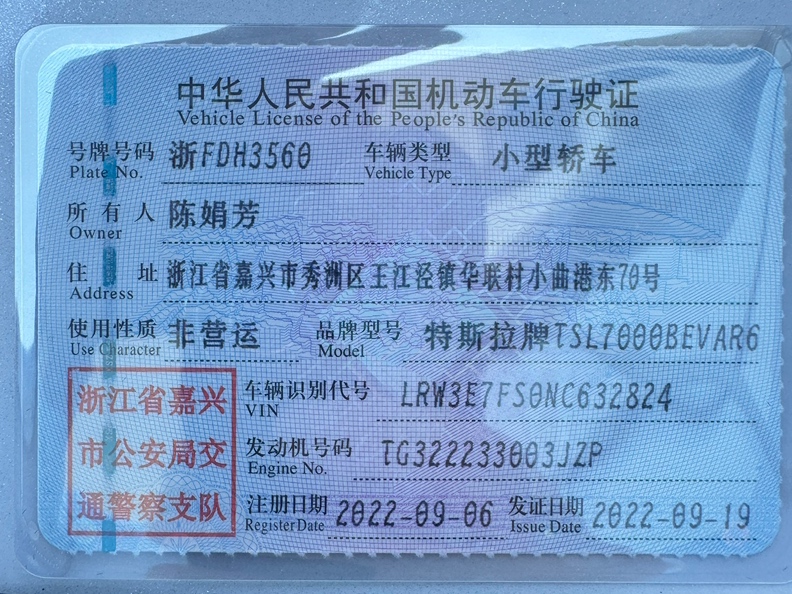 中华人民共和国机动车行驶证
Vehicle License of the People's Republic of China
号牌号码 浙FDH3560 车辆类型 小型轿车
Plate No. Vehicle Type
所有人 陈娟芳
Owner
住址 浙江省嘉兴市秀洲区王江泾镇华联村小曲港东70号
Address
使用性质 非营运 品牌型号 特斯拉牌TSL7000BEVAR6
Use Character Model
浙江省嘉兴 车辆识别代号 LRW3E7FS0NC632824
VIN
市公安局交 发动机号码 TG322233003JZP
Engine No.
通警察支队 注册日期 2022-09-06 发证日期 2022-09-19
Register Date Issue Date